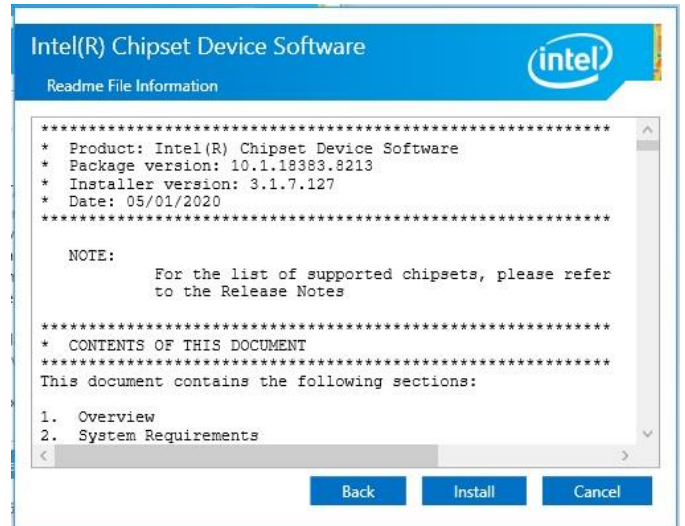 Intel(R) Chipset Device Software
intel
Readme File Information
************************************************************
*  Product: Intel(R) Chipset Device Software
*  Package version: 10.1.18383.8213
*  Installer version: 3.1.7.127
*  Date: 05/01/2020
************************************************************
NOTE:
For the list of supported chipsets, please refer
to the Release Notes
************************************************************
*  CONTENTS OF THIS DOCUMENT
************************************************************
This document contains the following sections:
1.  Overview
2.  System Requirements
Back Install Cancel